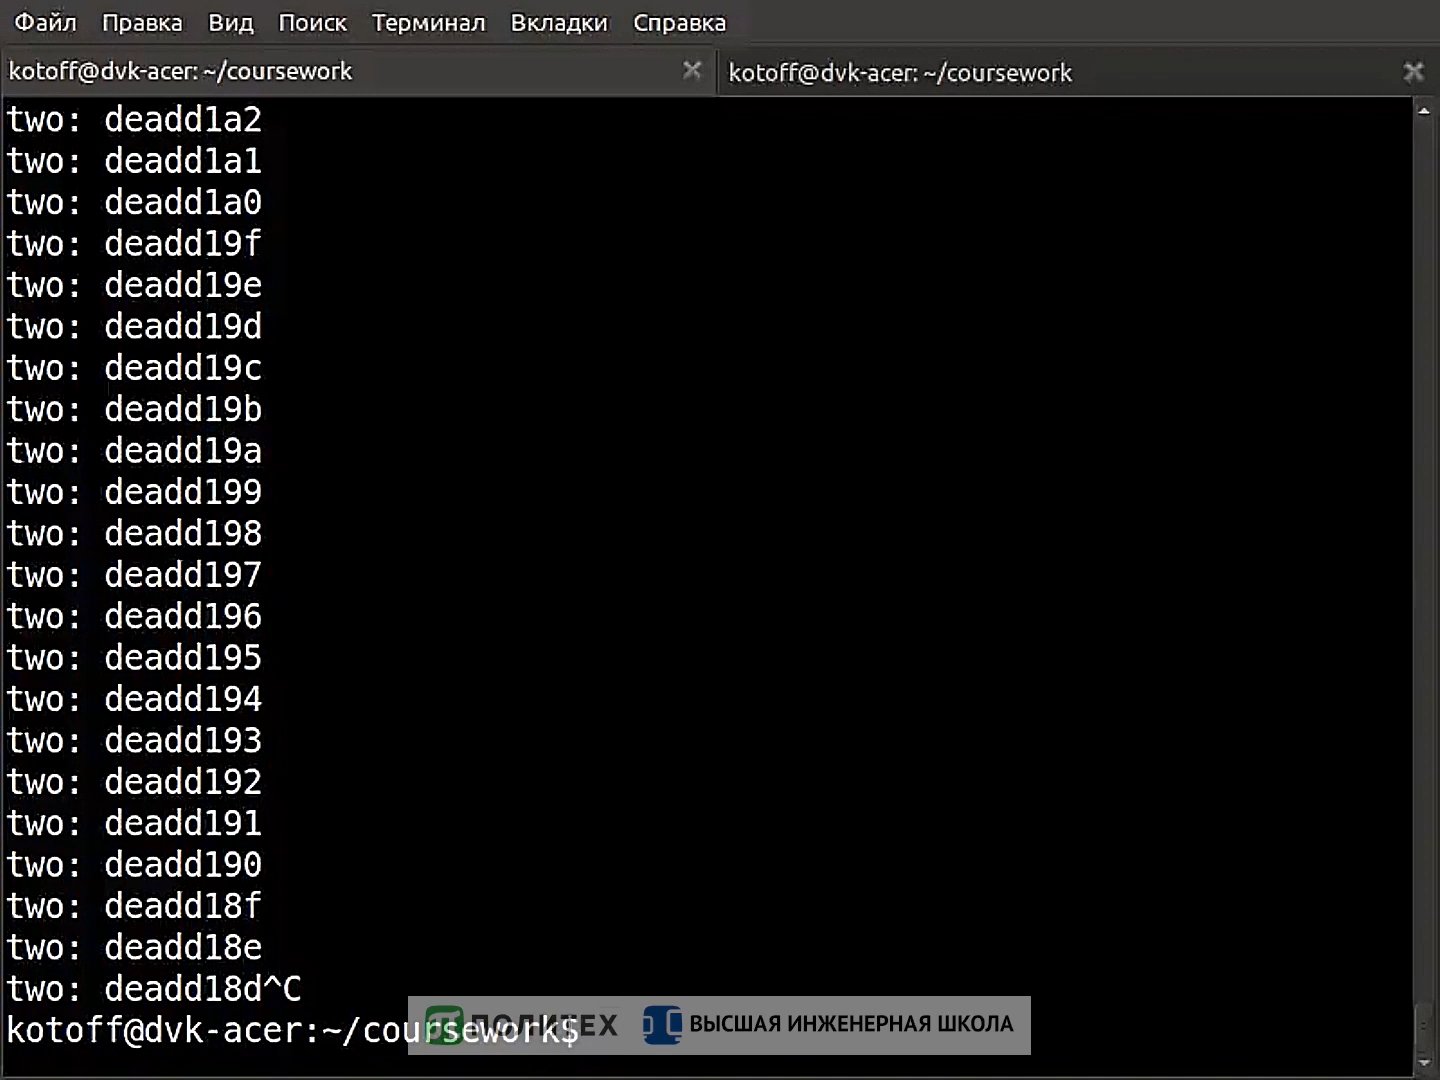 Файл Правка Вид Поиск Терминал Вкладки Справка
kotoff@dvk-acer: ~/coursework kotoff@dvk-acer: ~/coursework
two: deadd1a2
two: deadd1a1
two: deadd1a0
two: deadd19f
two: deadd19e
two: deadd19d
two: deadd19c
two: deadd19b
two: deadd19a
two: deadd199
two: deadd198
two: deadd197
two: deadd196
two: deadd195
two: deadd194
two: deadd193
two: deadd192
two: deadd191
two: deadd190
two: deadd18f
two: deadd18e
two: deadd18d^C
kotoff@dvk-acer:~/coursework$
ПОЛИТЕХ ВЫСШАЯ ИНЖЕНЕРНАЯ ШКОЛА